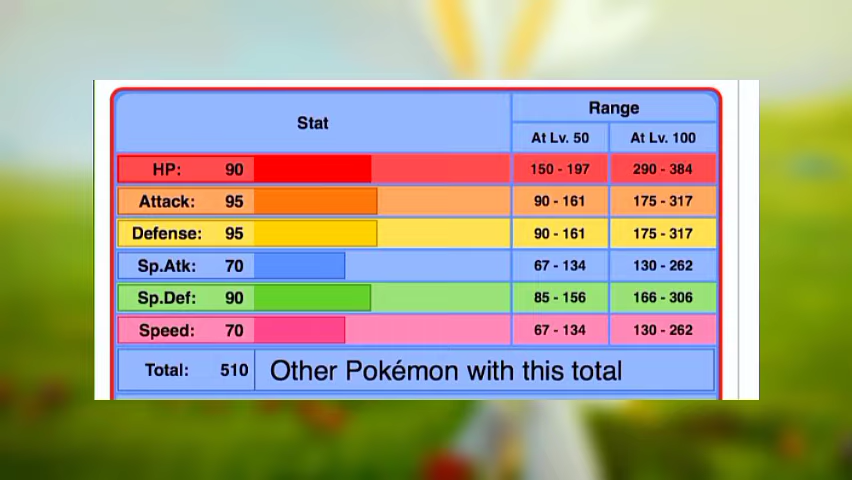 Stat Range
At Lv. 50 At Lv. 100
HP: 90 150 - 197 290 - 384
Attack: 95 90 - 161 175 - 317
Defense: 95 90 - 161 175 - 317
Sp.Atk: 70 67 - 134 130 - 262
Sp.Def: 90 85 - 156 166 - 306
Speed: 70 67 - 134 130 - 262
Total: 510 Other Pokémon with this total